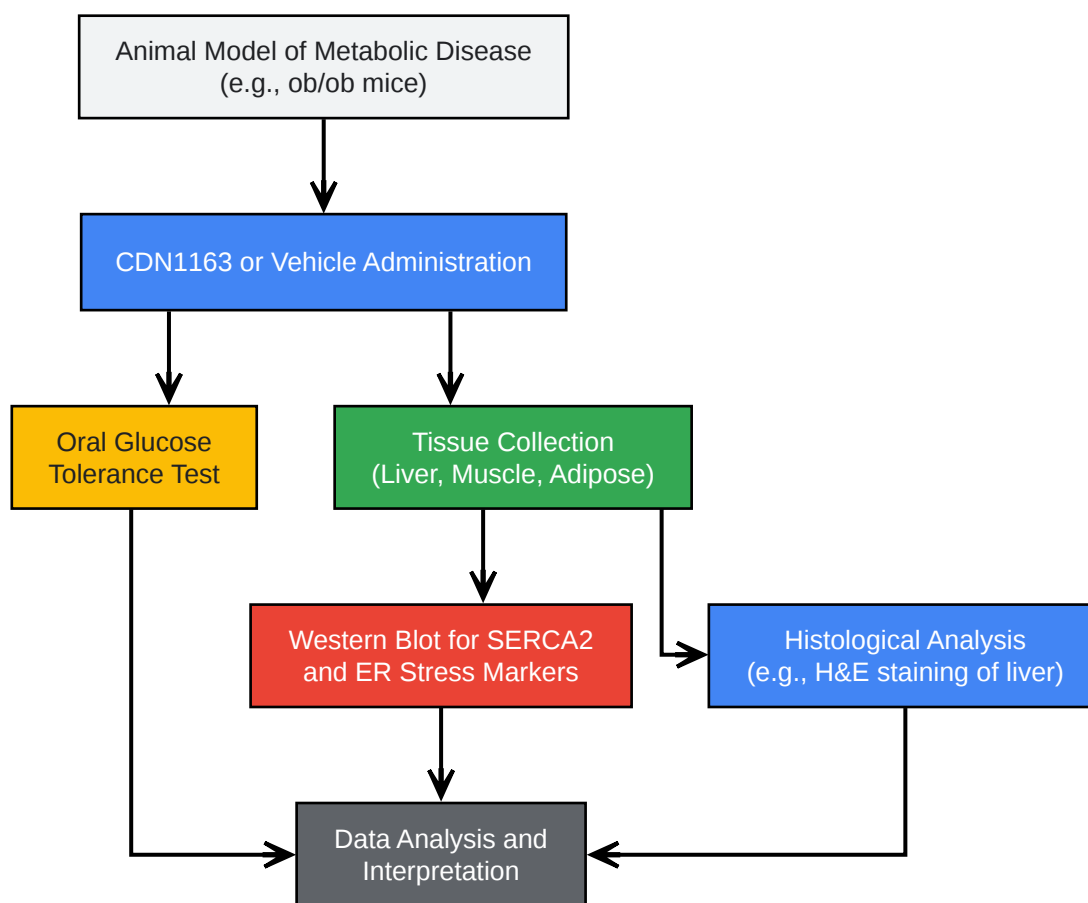 Animal Model of Metabolic Disease
(e.g., ob/ob mice)
CDN1163 or Vehicle Administration
Oral Glucose
Tolerance Test
Tissue Collection
(Liver, Muscle, Adipose)
Western Blot for SERCA2
and ER Stress Markers
Histological Analysis
(e.g., H&E staining of liver)
Data Analysis and
Interpretation